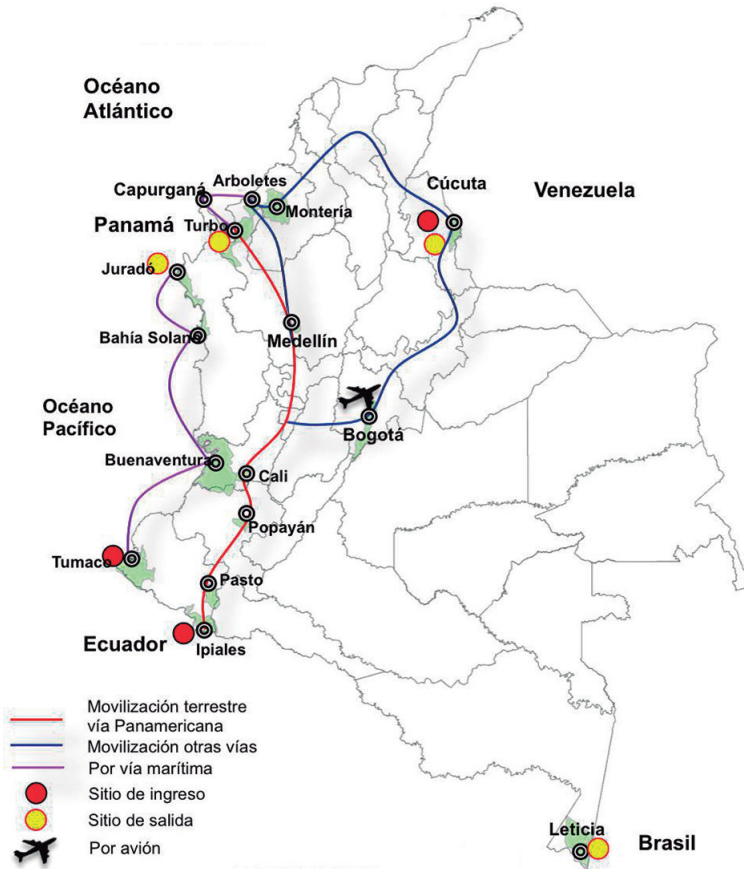 Océano
Atlántico
Capurganá
Arboletes
Cúcuta
Venezuela
Montería
Panamá
Turbo
Juradó
Bahía Solano
Medellín
Océano
Pacífico
Bogotá
Buenaventura
Cali
Popayán
Tumaco
Pasto
Ecuador
Ipiales
Movilización terrestre
vía Panamericana
Movilización otras vías
Por vía marítima
Sitio de ingreso
Sitio de salida
Por avión
Leticia
Brasil